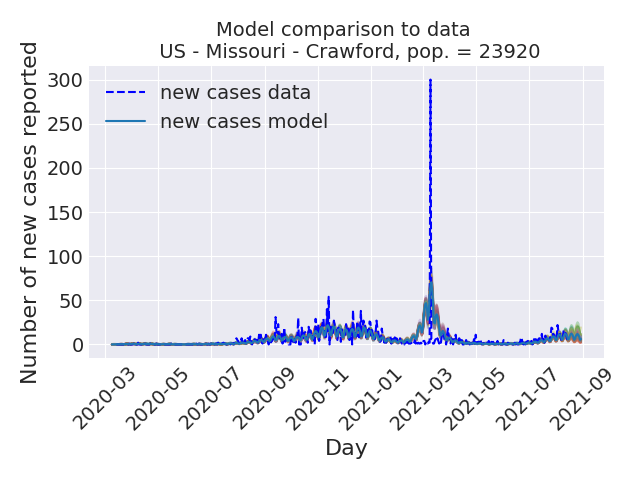 Model comparison to data
US - Missouri - Crawford, pop. = 23920
Number of new cases reported
300
250
200
150
100
50
0
new cases data
new cases model
2020-03
2020-05
2020-07
2020-09
2020-11
2021-01
2021-03
2021-05
2021-07
2021-09
Day